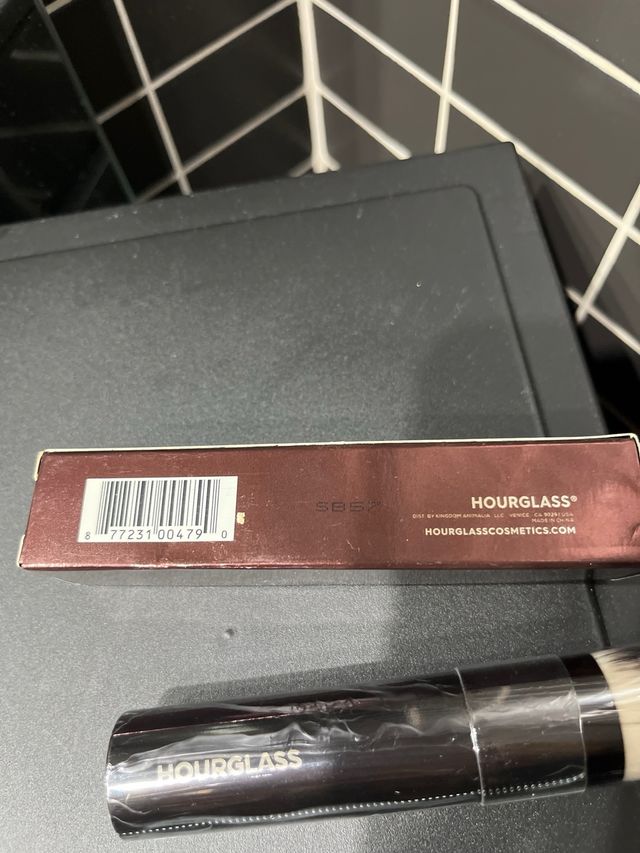 8 77231 00479 0
SB57
HOURGLASS®
DIST. BY KINGDOM ANIMALIA, LLC. VENICE, CA 90291 USA
MADE IN CHINA
HOURGLASSCOSMETICS.COM
HOURGLASS